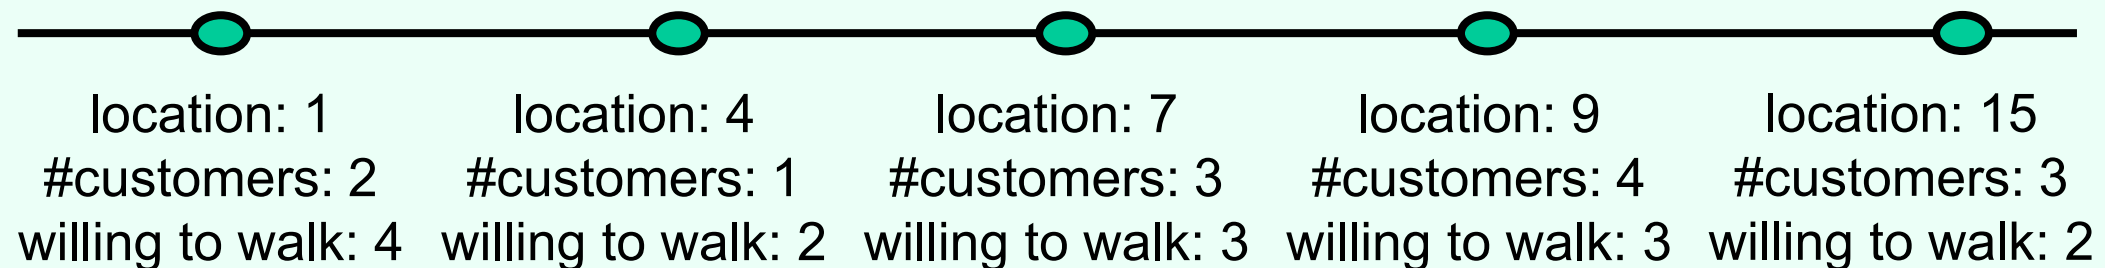 location: 1 location: 4 location: 7 location: 9 location: 15
#customers: 2 #customers: 1 #customers: 3 #customers: 4 #customers: 3
willing to walk: 4 willing to walk: 2 willing to walk: 3 willing to walk: 3 willing to walk: 2